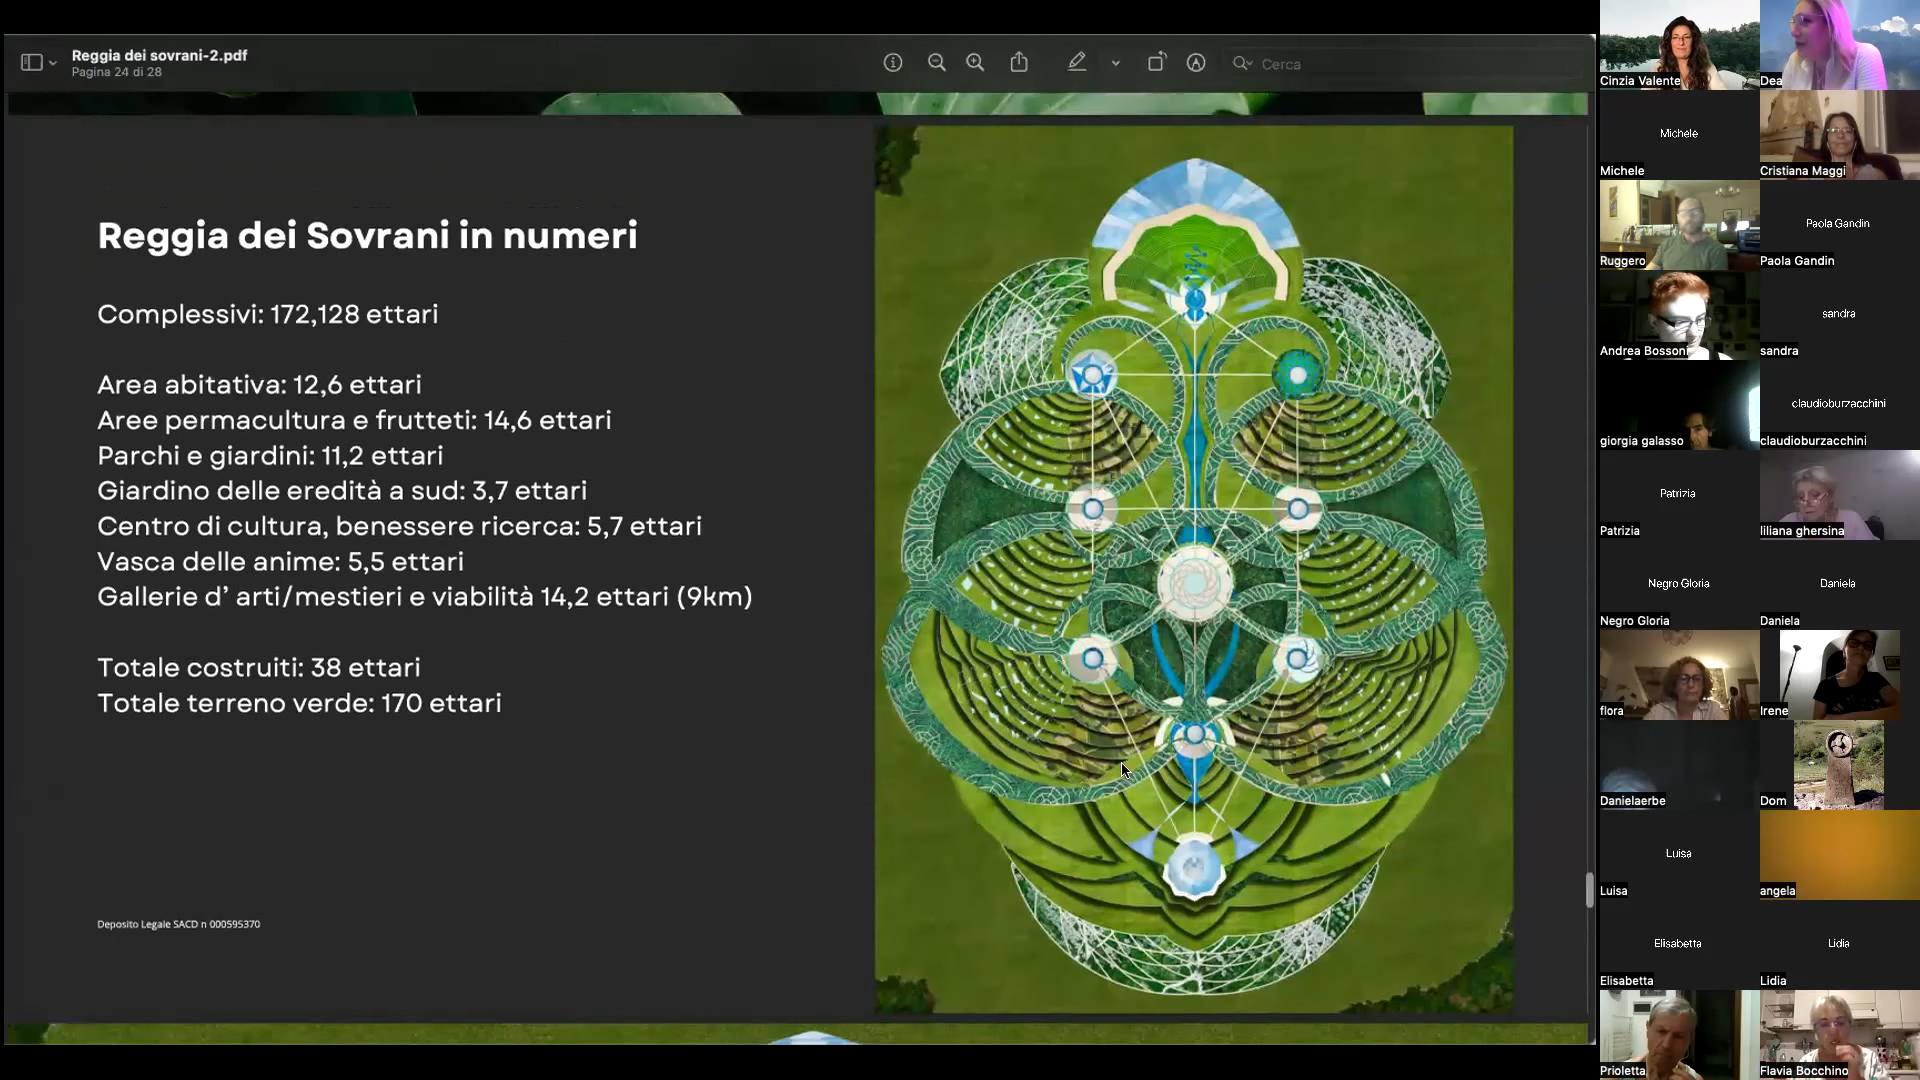 Reggia dei sovrani-2.pdf
Pagina 24 di 28
Cerca
Reggia dei Sovrani in numeri
Complessivi: 172,128 ettari
Area abitativa: 12,6 ettari
Aree permacultura e frutteti: 14,6 ettari
Parchi e giardini: 11,2 ettari
Giardino delle eredità a sud: 3,7 ettari
Centro di cultura, benessere ricerca: 5,7 ettari
Vasca delle anime: 5,5 ettari
Gallerie d' arti/mestieri e viabilità 14,2 ettari (9km)
Totale costruiti: 38 ettari
Totale terreno verde: 170 ettari
Deposito Legale SACD n 000595370
Cinzia Valente
Dea
Michele
Michele
Cristiana Maggi
Ruggero
Paola Gandin
Paola Gandin
Andrea Bossoni
sandra
sandra
giorgia galasso
claudioburzacchini
claudioburzacchini
Patrizia
Patrizia
liliana ghersina
Negro Gloria
Negro Gloria
Daniela
Daniela
flora
Irene
Danielaerbe
Dom
Luisa
Luisa
angela
Elisabetta
Elisabetta
Lidia
Lidia
Prioletta
Flavia Bocchino